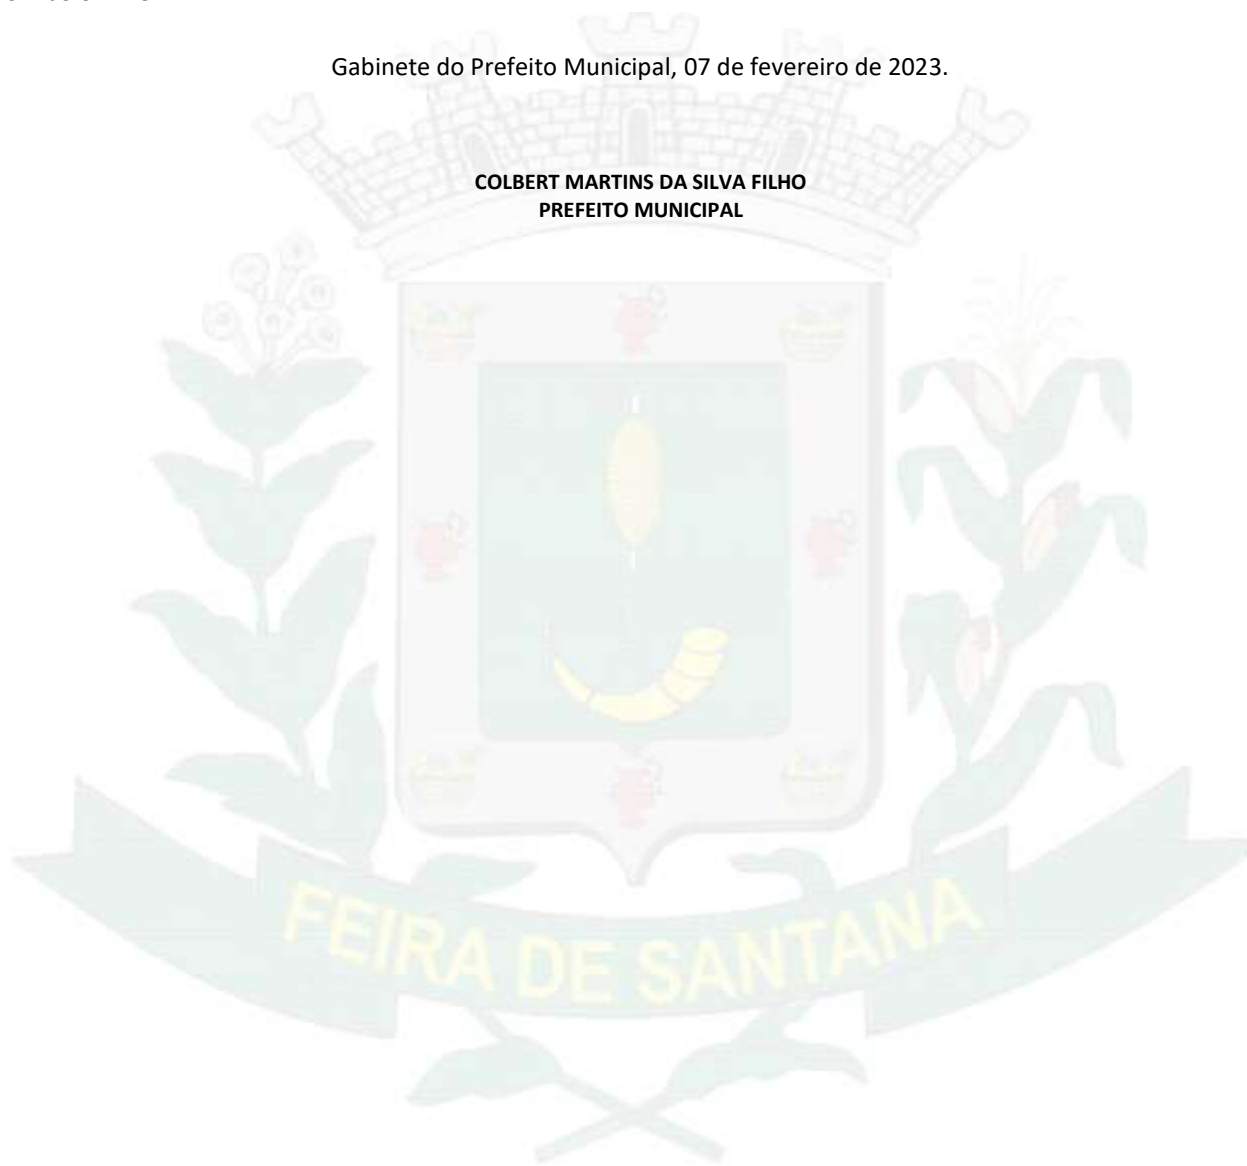 Gabinete do Prefeito Municipal, 07 de fevereiro de 2023.
COLBERT MARTINS DA SILVA FILHO
PREFEITO MUNICIPAL
FEIRA DE SANTANA